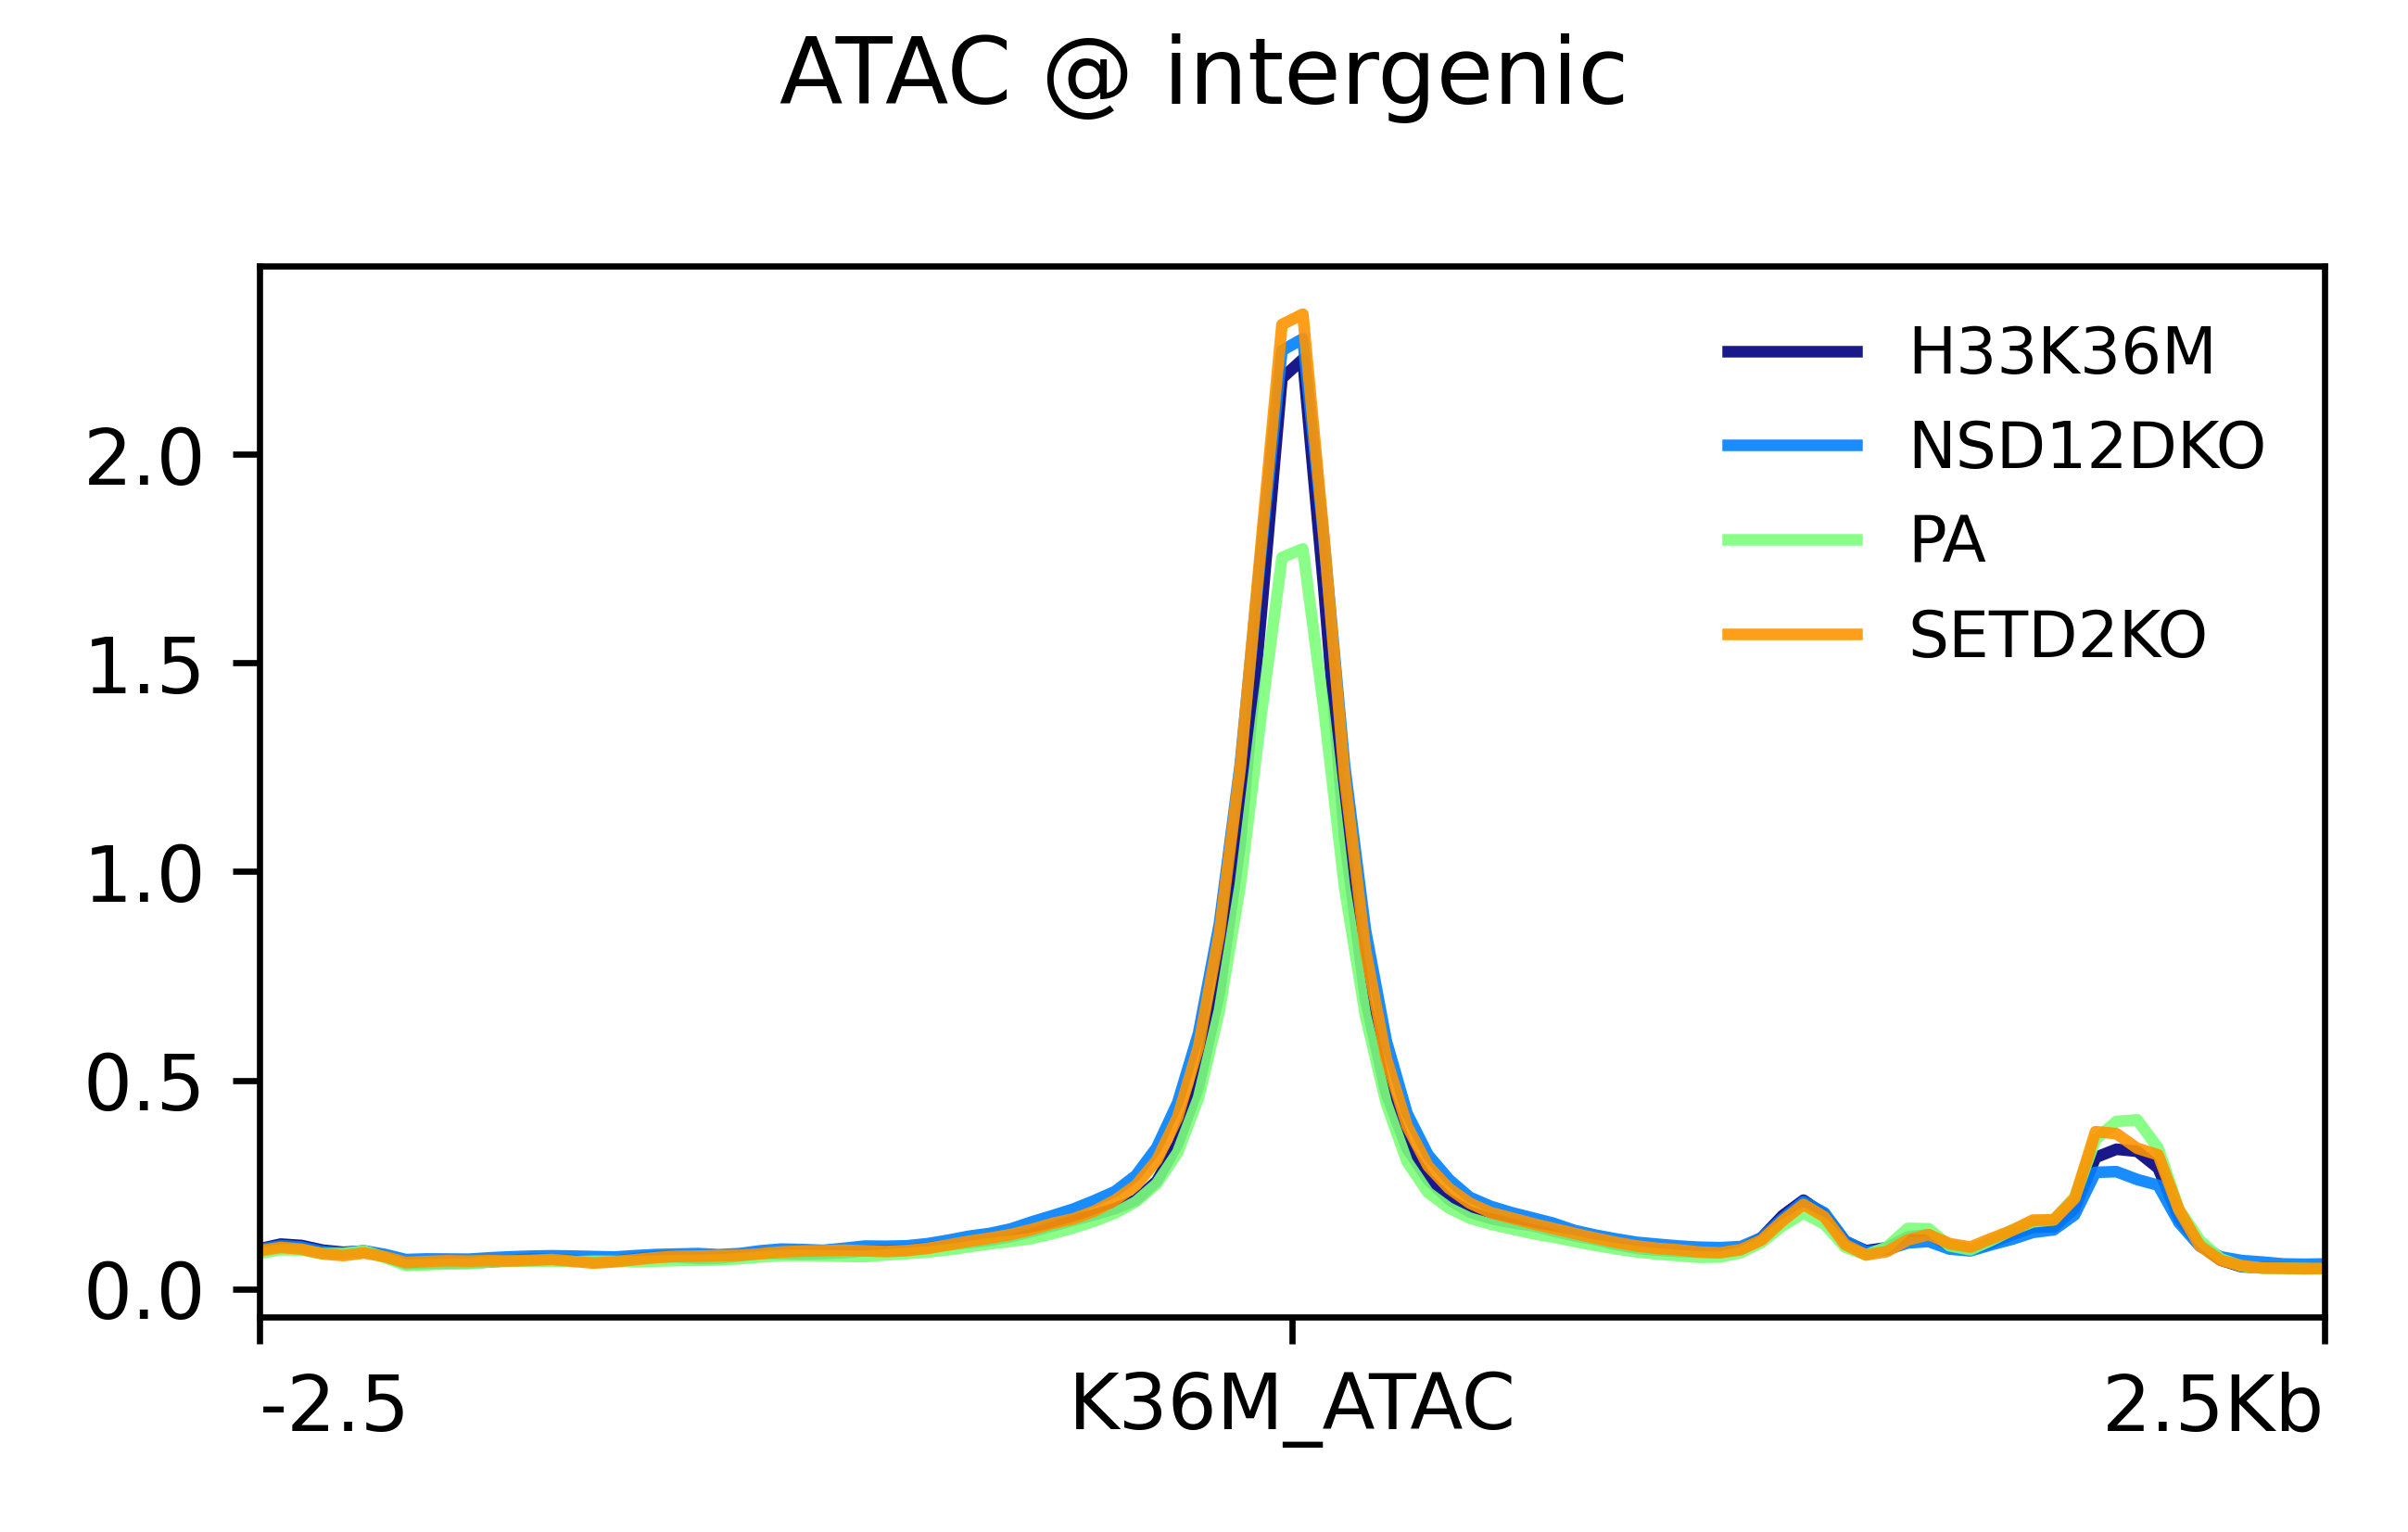 ATAC @ intergenic
H33K36M
NSD12DKO
PA
SETD2KO
2.0
1.5
1.0
0.5
0.0
-2.5
K36M_ATAC
2.5Kb